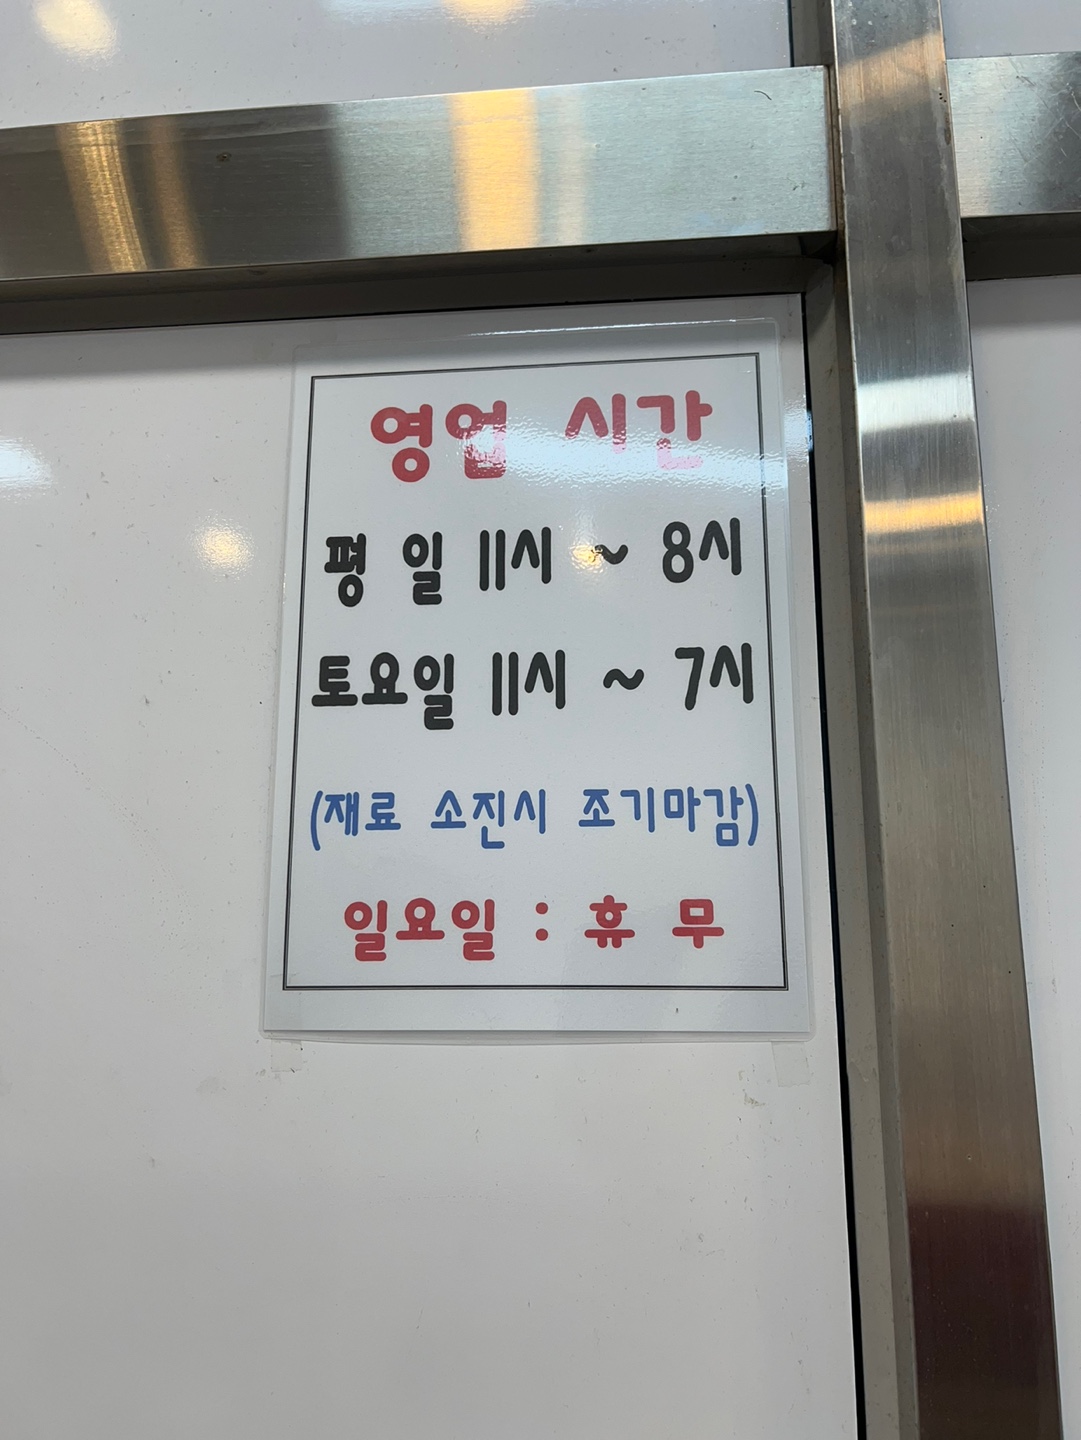 영업 시간
평 일 11시 ~ 8시
토요일 11시 ~ 7시
(재료 소진시 조기마감)
일요일 : 휴 무